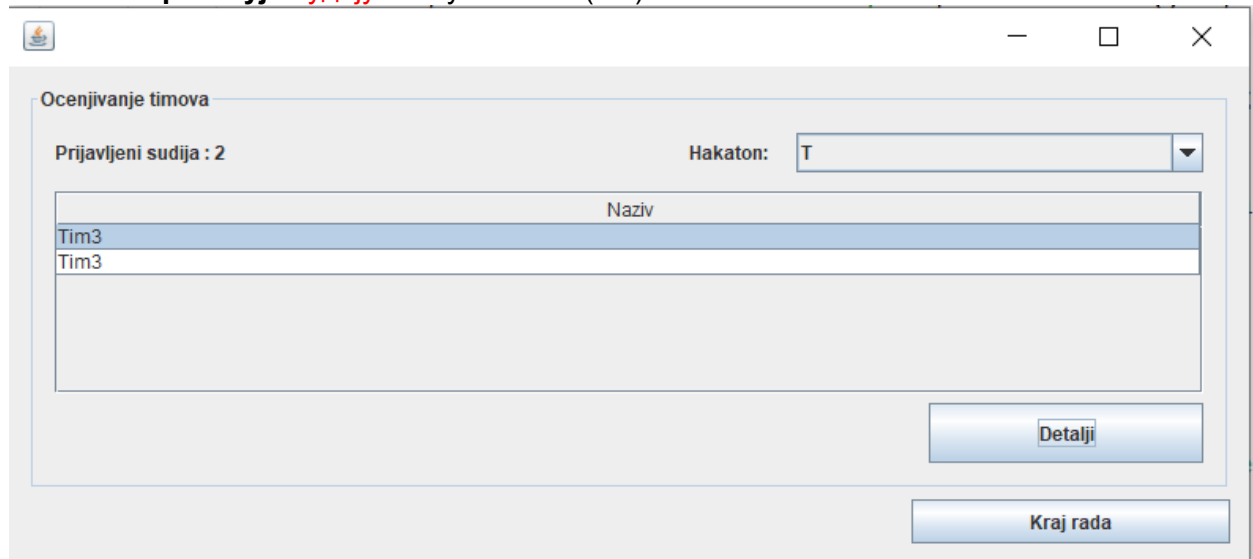 Ocenjivanje timova
Prijavljeni sudija : 2 Hakaton: T
Naziv
Tim3
Tim3
Detalji
Kraj rada